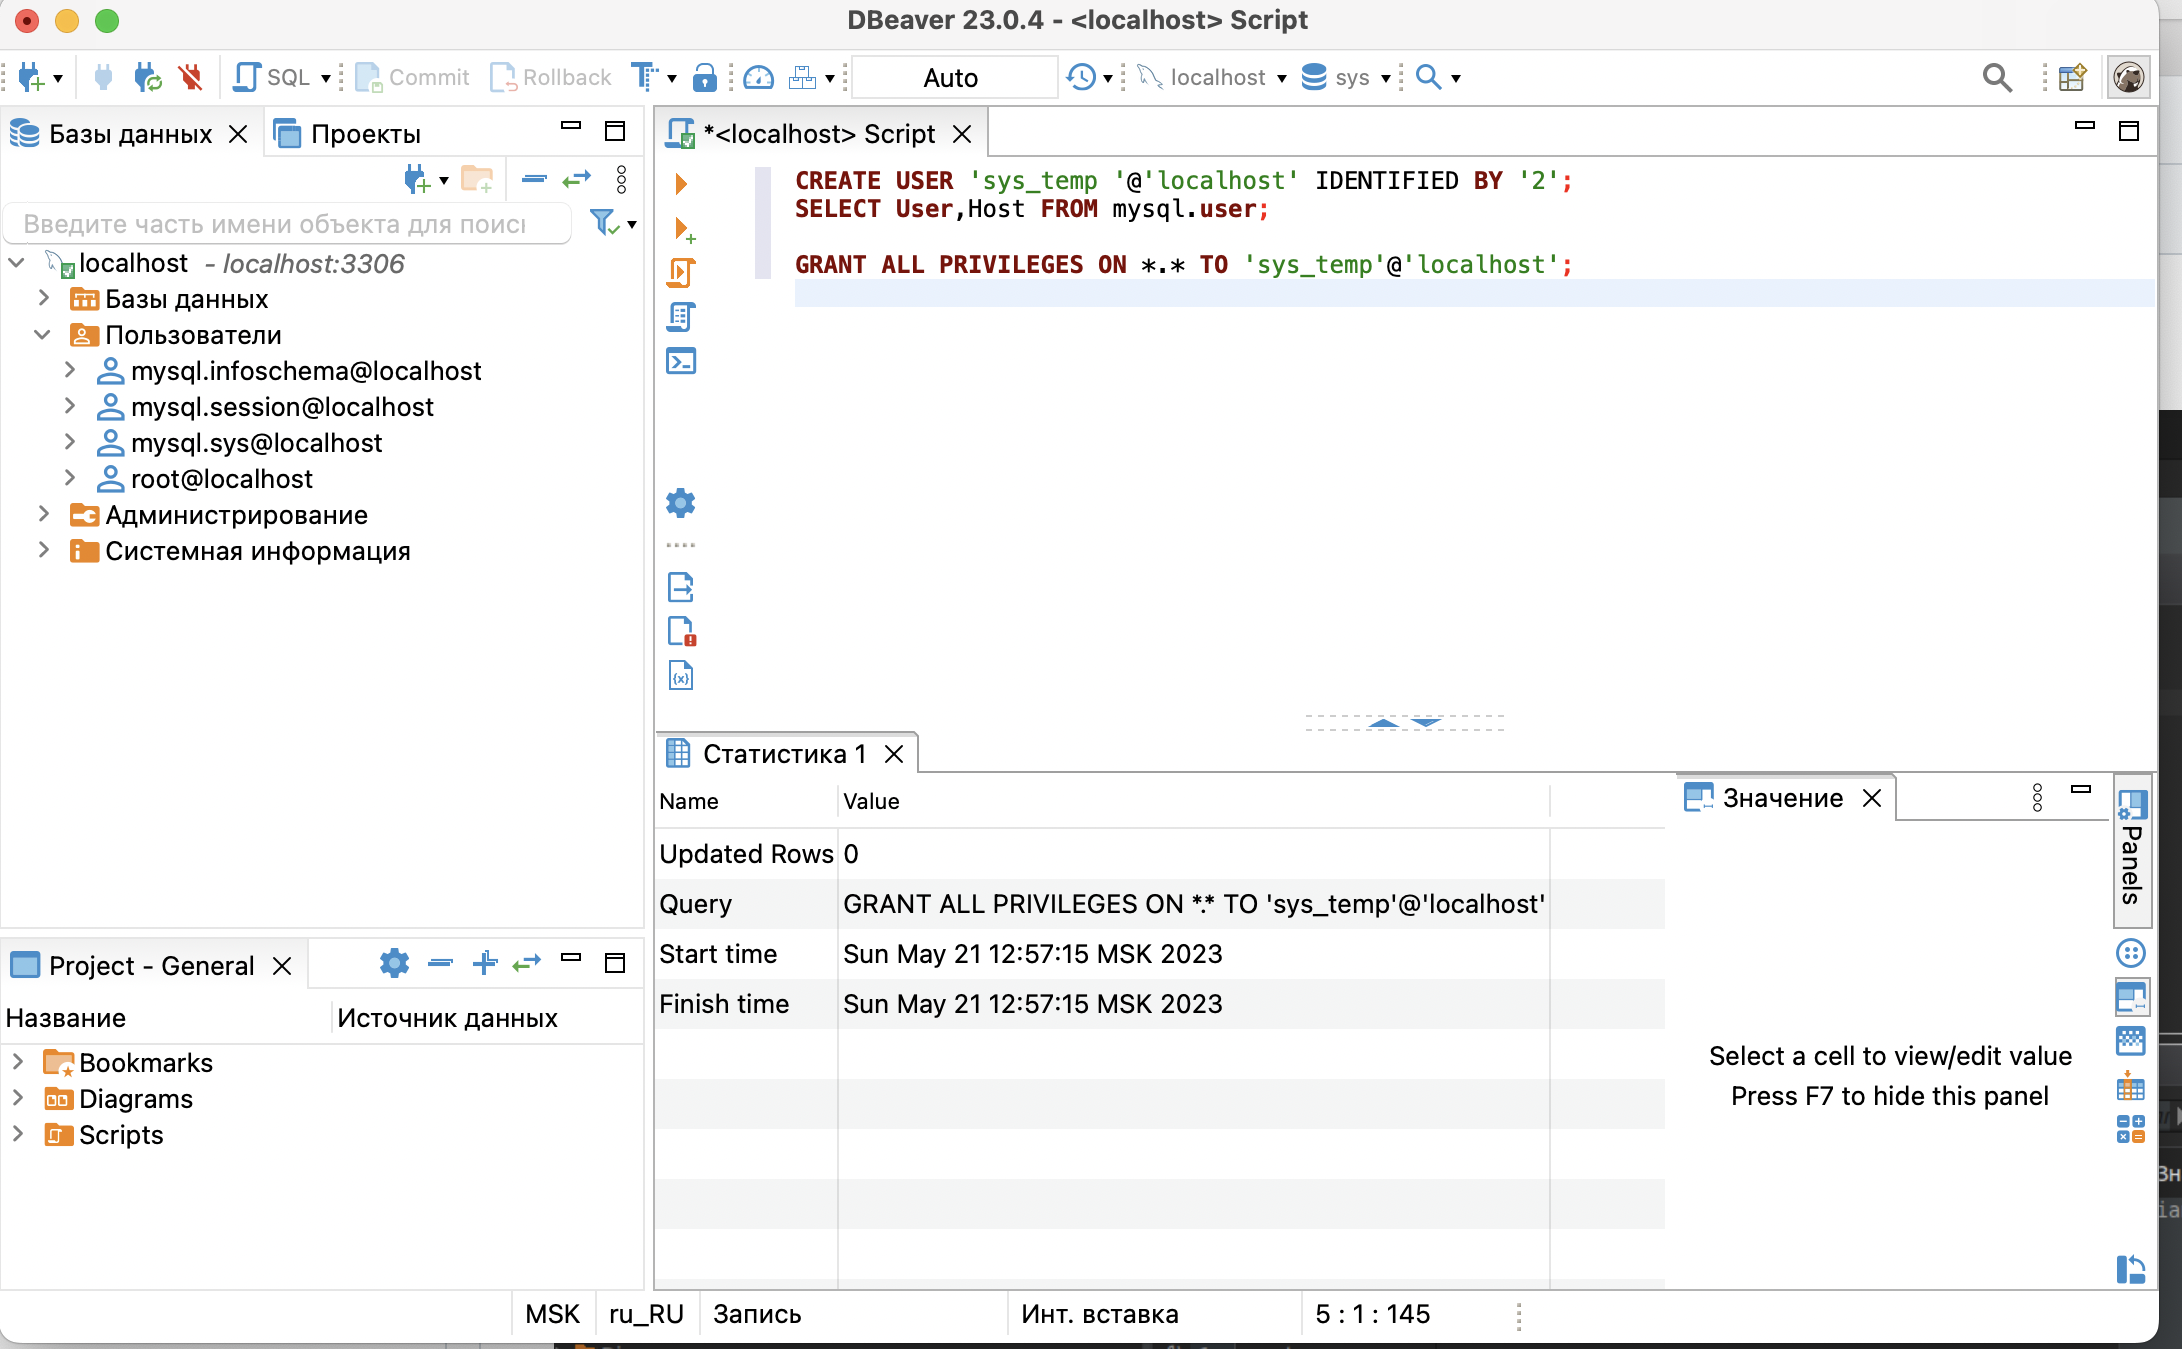 DBeaver 23.0.4 - <localhost> Script
SQL
Commit
Rollback
Auto
localhost
sys
Базы данных
Проекты
Введите часть имени объекта для поиск
localhost - localhost:3306
Базы данных
Пользователи
mysql.infoschema@localhost
mysql.session@localhost
mysql.sys@localhost
root@localhost
Администрирование
Системная информация
Project - General
Название
Источник данных
Bookmarks
Diagrams
Scripts
*<localhost> Script
CREATE USER 'sys_temp '@'localhost' IDENTIFIED BY '2';
SELECT User,Host FROM mysql.user;
GRANT ALL PRIVILEGES ON *.* TO 'sys_temp'@'localhost';
Статистика 1
Name Value
Updated Rows 0
Query GRANT ALL PRIVILEGES ON *.* TO 'sys_temp'@'localhost'
Start time Sun May 21 12:57:15 MSK 2023
Finish time Sun May 21 12:57:15 MSK 2023
Значение
Select a cell to view/edit value
Press F7 to hide this panel
Panels
MSK
ru_RU
Запись
Инт. вставка
5 : 1 : 145